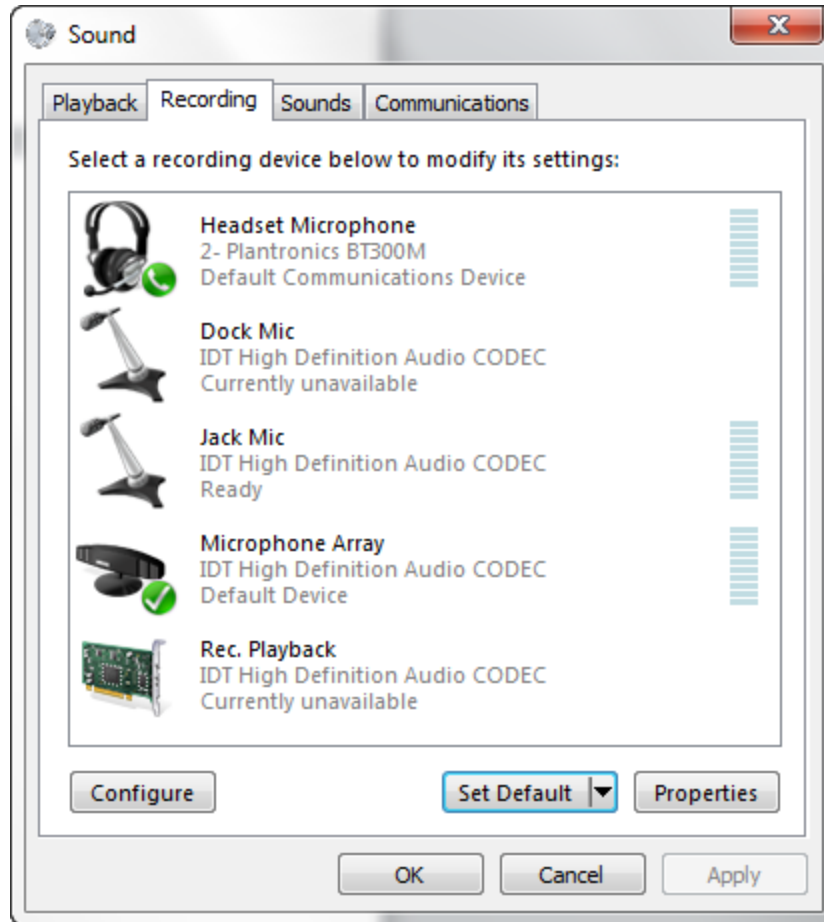 Sound
Playback Recording Sounds Communications
Select a recording device below to modify its settings:
Headset Microphone
2- Plantronics BT300M
Default Communications Device
Dock Mic
IDT High Definition Audio CODEC
Currently unavailable
Jack Mic
IDT High Definition Audio CODEC
Ready
Microphone Array
IDT High Definition Audio CODEC
Default Device
Rec. Playback
IDT High Definition Audio CODEC
Currently unavailable
Configure Set Default Properties
OK Cancel Apply